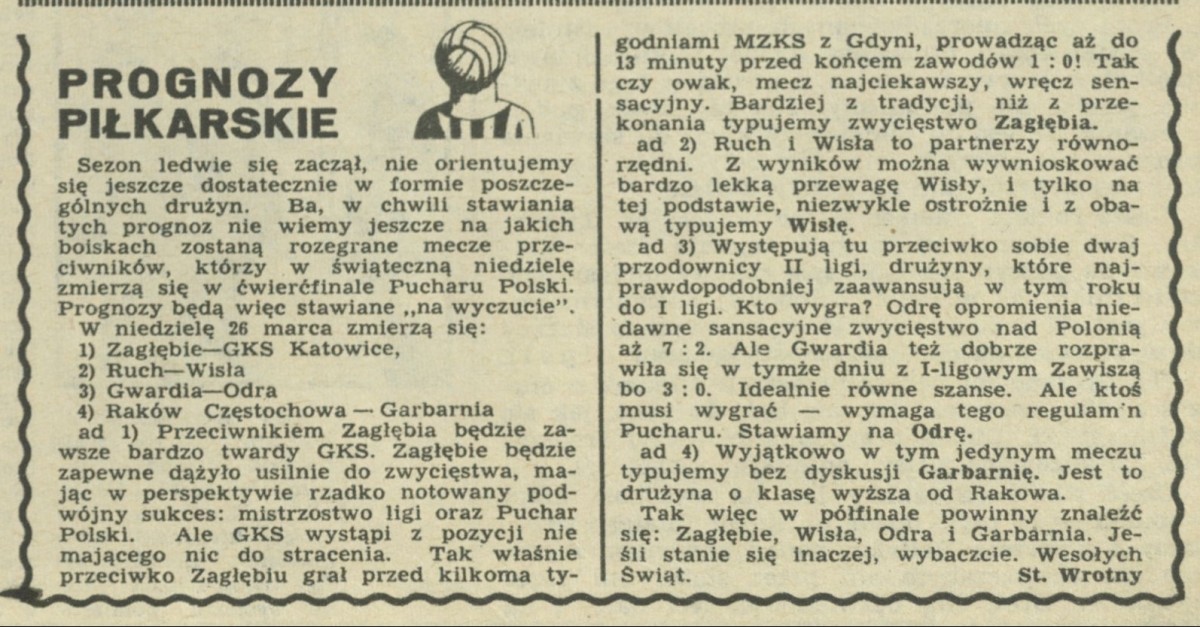 PROGNOZY
PIŁKARSKIE
Sezon ledwie się zaczął, nie orientujemy
się jeszcze dostatecznie w formie poszcze-
gólnych drużyn. Ba, w chwili stawiania
tych prognoz nie wiemy jeszcze na jakich
boiskach zostaną rozegrane mecze prze-
ciwników, którzy w świąteczną niedzielę
zmierzą się w ćwierćfinale Pucharu Polski.
Prognozy będą więc stawiane „na wyczucie".
W niedzielę 26 marca zmierzą się:
1) Zagłębie—GKS Katowice,
2) Ruch—Wisła
3) Gwardia—Odra
4) Raków Częstochowa — Garbarnia
ad 1) Przeciwnikiem Zagłębia będzie za-
wsze bardzo twardy GKS. Zagłębie będzie
zapewne dążyło usilnie do zwycięstwa, ma-
jąc w perspektywie rzadko notowany pod-
wójny sukces: mistrzostwo ligi oraz Puchar
Polski. Ale GKS wystąpi z pozycji nie
mającego nic do stracenia. Tak właśnie
przeciwko Zagłębiu grał przed kilkoma ty-
godniami MZKS z Gdyni, prowadząc aż do
13 minuty przed końcem zawodów 1 : 0! Tak
czy owak, mecz najciekawszy, wręcz sen-
sacyjny. Bardziej z tradycji, niż z prze-
konania typujemy zwycięstwo Zagłębia.
ad 2) Ruch i Wisła to partnerzy równo-
rzędni. Z wyników można wywnioskować
bardzo lekką przewagę Wisły, i tylko na
tej podstawie, niezwykle ostrożnie i z oba-
wą typujemy Wisłę.
ad 3) Występują tu przeciwko sobie dwaj
przodownicy II ligi, drużyny, które naj-
prawdopodobniej zaawansują w tym roku
do I ligi. Kto wygra? Odrę opromienia nie-
dawne sansacyjne zwycięstwo nad Polonią
aż 7 : 2. Ale Gwardia też dobrze rozpra-
wiła się w tymże dniu z I-ligowym Zawiszą
bo 3 : 0. Idealnie równe szanse. Ale ktoś
musi wygrać — wymaga tego regulam'n
Pucharu. Stawiamy na Odrę.
ad 4) Wyjątkowo w tym jedynym meczu
typujemy bez dyskusji Garbarnię. Jest to
drużyna o klasę wyższa od Rakowa.
Tak więc w półfinale powinny znaleźć
się: Zagłębie, Wisła, Odra i Garbarnia. Je-
śli stanie się inaczej, wybaczcie. Wesołych
Świąt. St. Wrotny